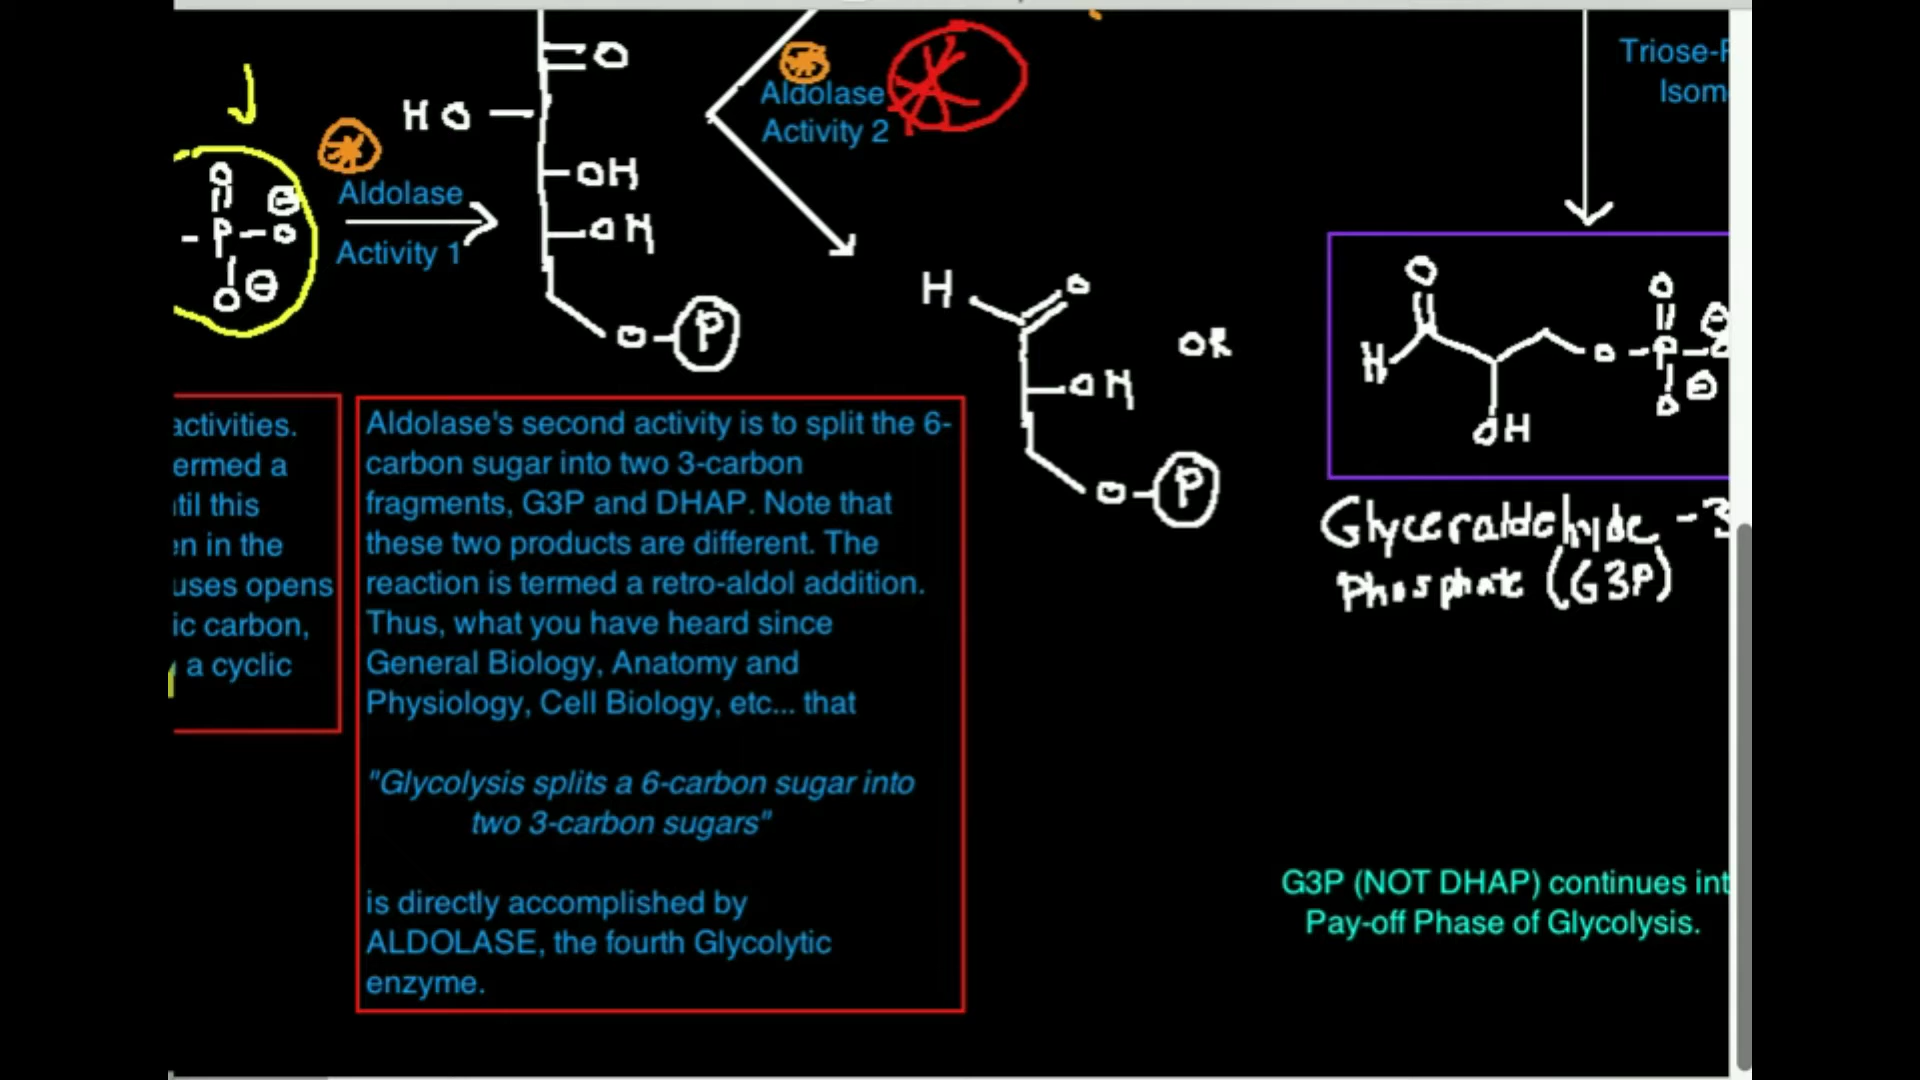 O
HO
OH
OH
O
P
Aldolase
Activity 2
Triose-
Isom
O
P
O
O
Aldolase
Activity 1
H
O
OR
OH
O
P
O
H
OH
O
O
P
O
Glyceraldehyde -3
Phosphate (G3P)
activities.
ermed a
this
in the
uses opens
ic carbon,
a cyclic
Aldolase's second activity is to split the 6-
carbon sugar into two 3-carbon
fragments, G3P and DHAP. Note that
these two products are different. The
reaction is termed a retro-aldol addition.
Thus, what you have heard since
General Biology, Anatomy and
Physiology, Cell Biology, etc... that
"Glycolysis splits a 6-carbon sugar into
two 3-carbon sugars"
is directly accomplished by
ALDOLASE, the fourth Glycolytic
enzyme.
G3P (NOT DHAP) continues int
Pay-off Phase of Glycolysis.